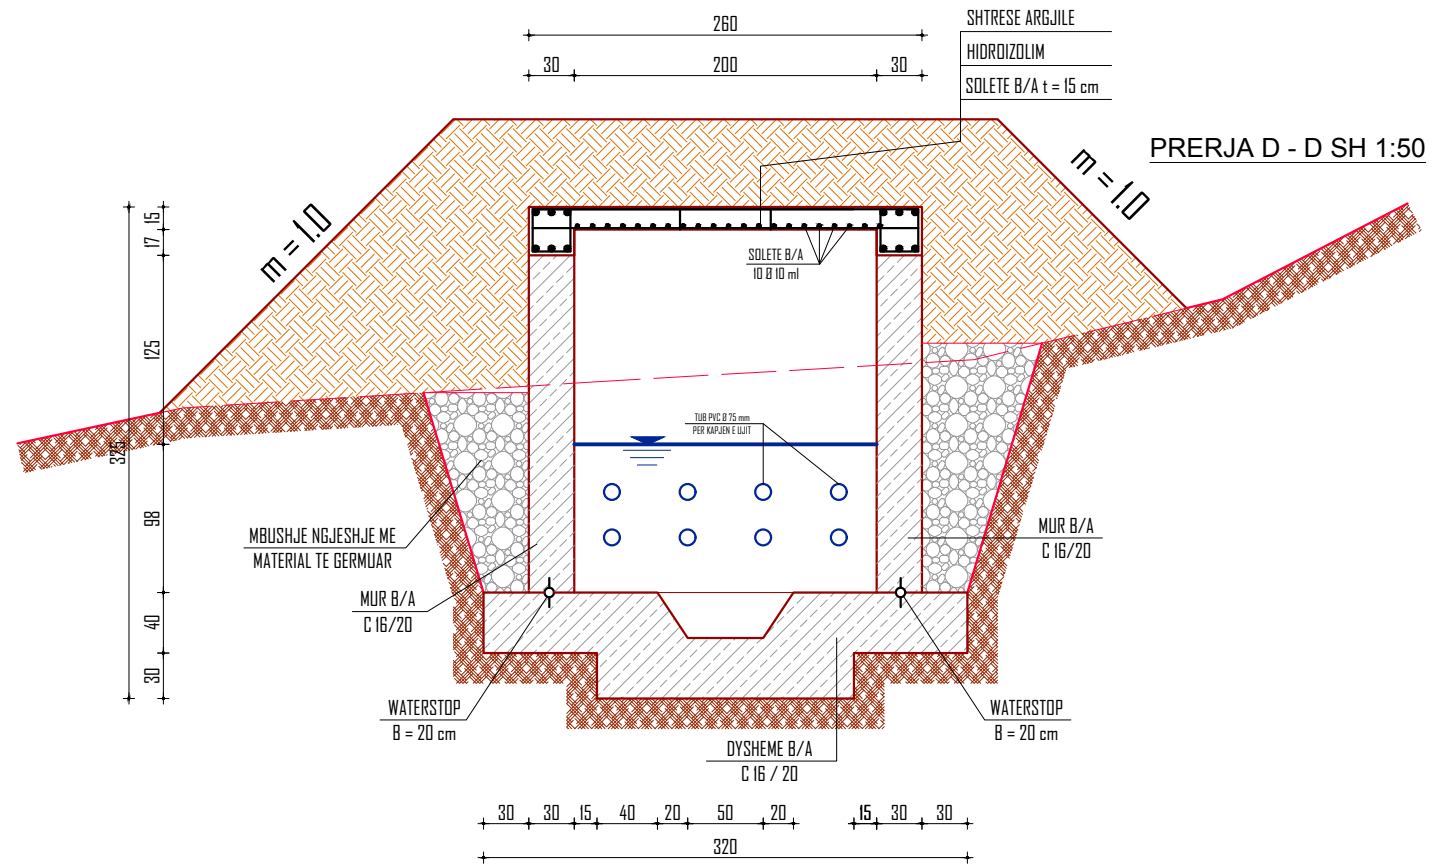 260
30 200 30
SHTRESE ARGJILE
HIDROIZOLIM
SOLETE B/A t = 15 cm
PRERJA D - D SH 1:50
m = 1.0
m = 1.0
15
17
125
325
98
40
30
SOLETE B/A
10 Ø 10 ml
TUB PVC Ø 75 mm
PER KAPJEN E UJIT
MBUSHJE NGJESHJE ME
MATERIAL TE GERMUAR
MUR B/A
C 16/20
MUR B/A
C 16/20
WATERSTOP
B = 20 cm
WATERSTOP
B = 20 cm
DYSHEME B/A
C 16 / 20
30 30 15 40 20 50 20 15 30 30
320